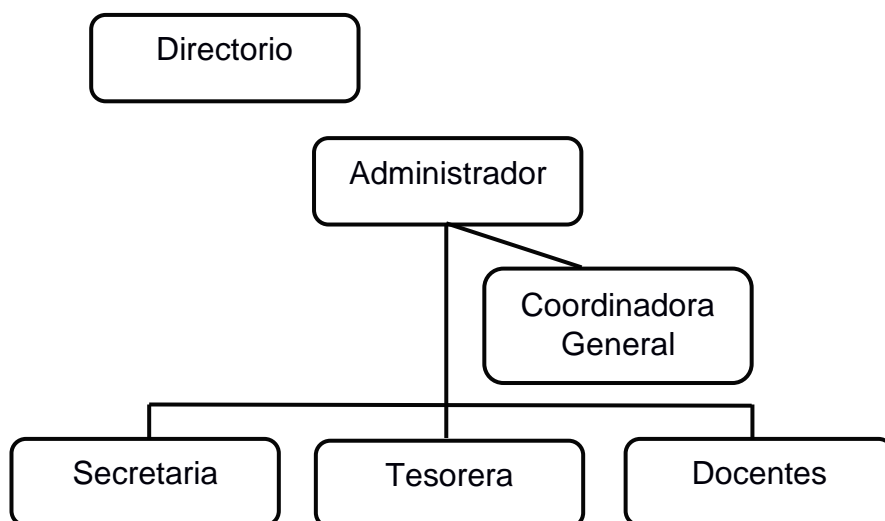 Directorio
Administrador
Coordinadora
General
Secretaria
Tesorera
Docentes